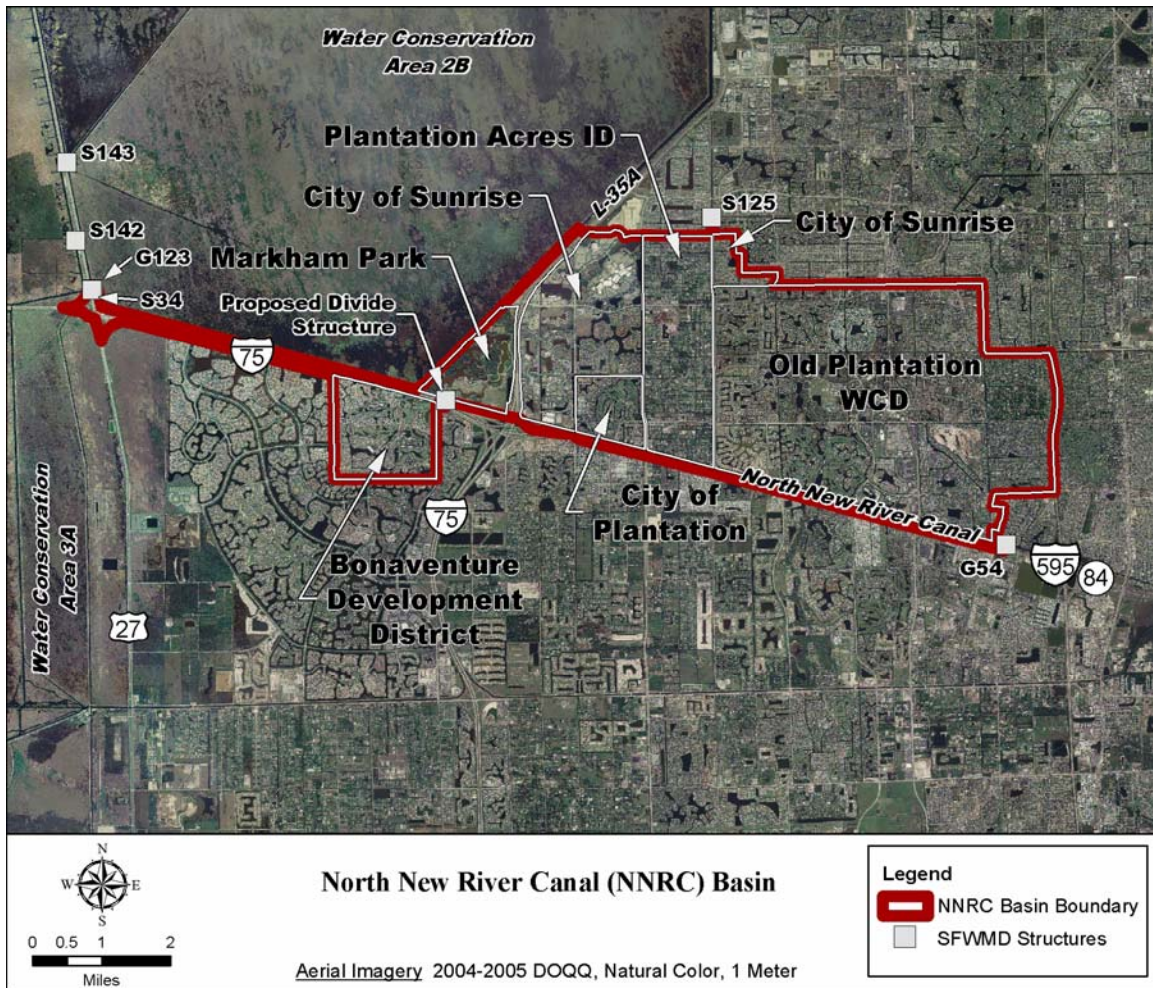 Water Conservation
Area 2B
S143
Plantation Acres ID
City of Sunrise
L-35A
S125
City of Sunrise
S142
G123
Markham Park
S34
Proposed Divide
Structure
75
Old Plantation
WCD
North New River Canal
City of
Plantation
75
G54
595
84
Bonaventure
Development
District
Water Conservation
Area 3A
27
N
W E
S
0 0.5 1 2
Miles
North New River Canal (NNRC) Basin
Aerial Imagery 2004-2005 DOQQ, Natural Color, 1 Meter
Legend
NNRC Basin Boundary
SFWMD Structures